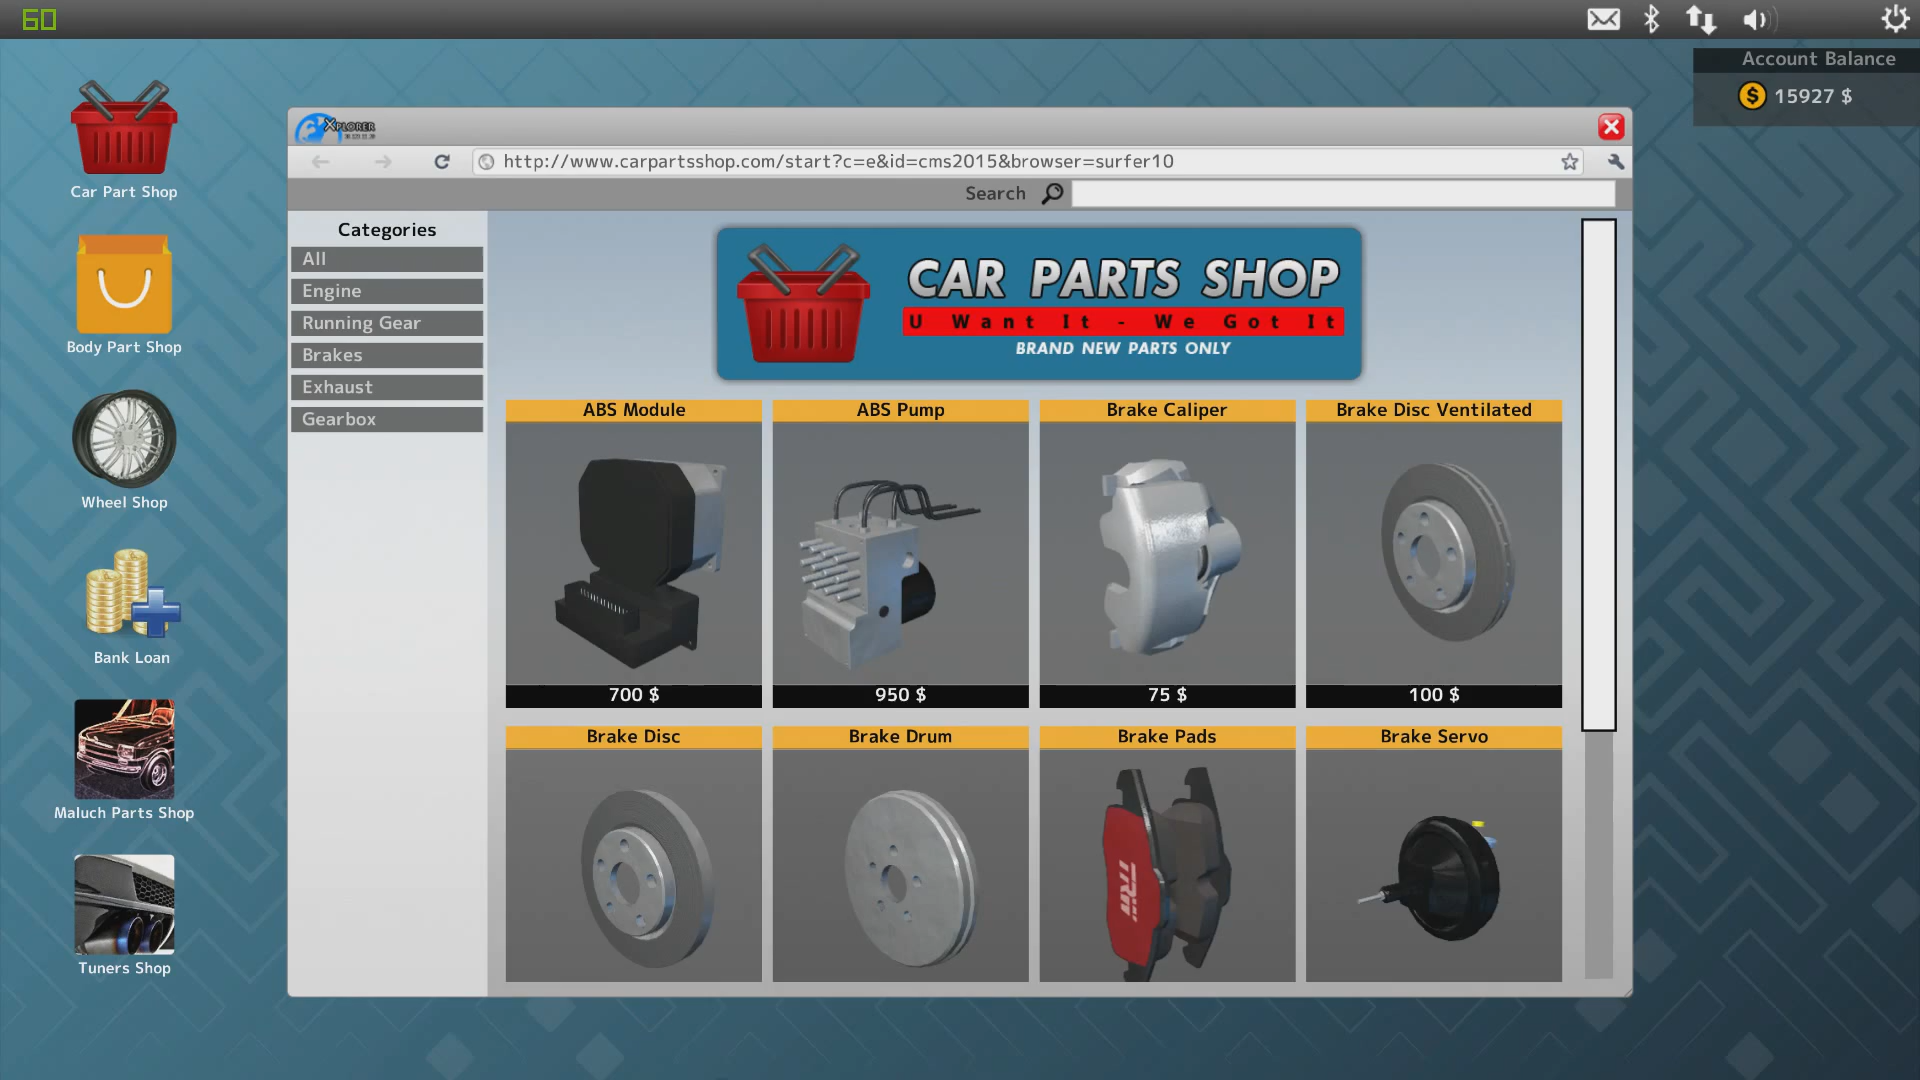 60
Account Balance
15927 $
Car Part Shop
Body Part Shop
Wheel Shop
Bank Loan
Maluch Parts Shop
Tuners Shop
XPLORER
http://www.carpartsshop.com/start?c=e&id=cms2015&browser=surfer10
Search
Categories
All
Engine
Running Gear
Brakes
Exhaust
Gearbox
CAR PARTS SHOP
U Want It - We Got It
BRAND NEW PARTS ONLY
ABS Module
700 $
ABS Pump
950 $
Brake Caliper
75 $
Brake Disc Ventilated
100 $
Brake Disc
Brake Drum
Brake Pads
TRW
Brake Servo